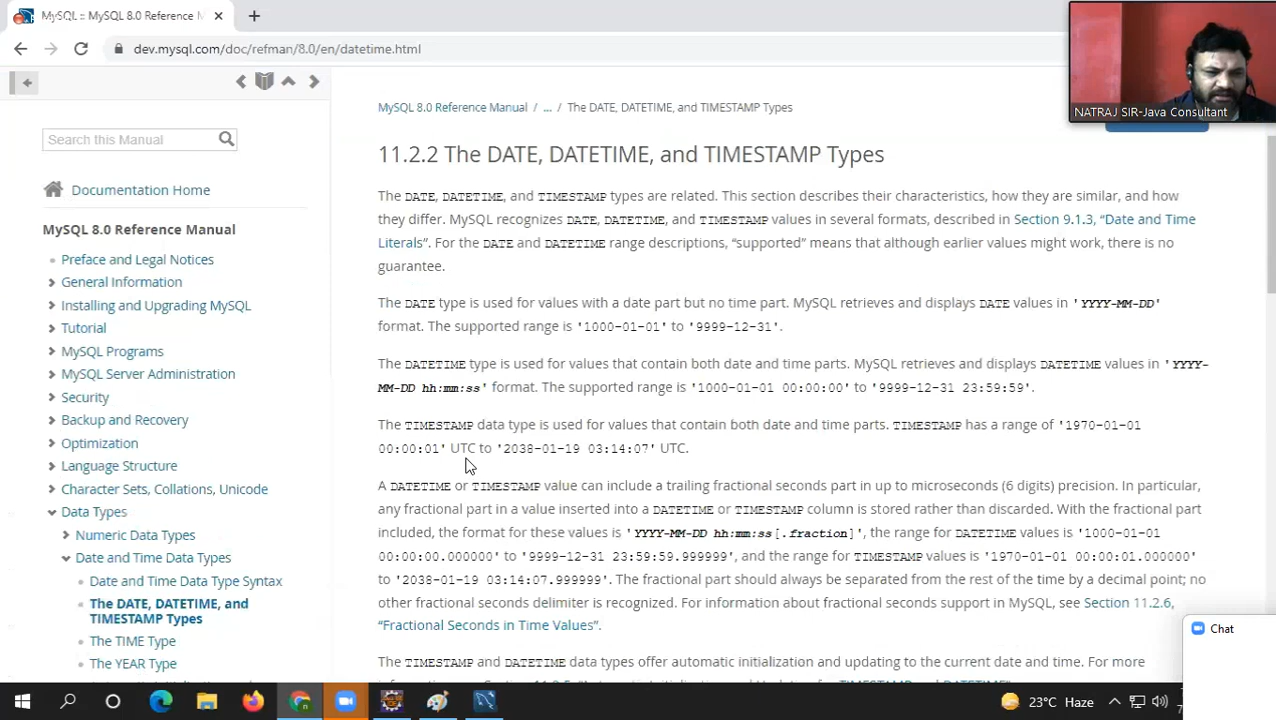 MySQL :: MySQL 8.0 Reference M
dev.mysql.com/doc/refman/8.0/en/datetime.html
NATRAJ SIR-Java Consultant
MySQL 8.0 Reference Manual / ... / The DATE, DATETIME, and TIMESTAMP Types
Search this Manual
Documentation Home
MySQL 8.0 Reference Manual
Preface and Legal Notices
General Information
Installing and Upgrading MySQL
Tutorial
MySQL Programs
MySQL Server Administration
Security
Backup and Recovery
Optimization
Language Structure
Character Sets, Collations, Unicode
Data Types
Numeric Data Types
Date and Time Data Types
Date and Time Data Type Syntax
The DATE, DATETIME, and
TIMESTAMP Types
The TIME Type
The YEAR Type
11.2.2 The DATE, DATETIME, and TIMESTAMP Types
The DATE, DATETIME, and TIMESTAMP types are related. This section describes their characteristics, how they are similar, and how
they differ. MySQL recognizes DATE, DATETIME, and TIMESTAMP values in several formats, described in Section 9.1.3, “Date and Time
Literals”. For the DATE and DATETIME range descriptions, “supported” means that although earlier values might work, there is no
guarantee.
The DATE type is used for values with a date part but no time part. MySQL retrieves and displays DATE values in 'YYYY-MM-DD'
format. The supported range is '1000-01-01' to '9999-12-31'.
The DATETIME type is used for values that contain both date and time parts. MySQL retrieves and displays DATETIME values in 'YYYY-
MM-DD hh:mm:ss' format. The supported range is '1000-01-01 00:00:00' to '9999-12-31 23:59:59'.
The TIMESTAMP data type is used for values that contain both date and time parts. TIMESTAMP has a range of '1970-01-01
00:00:01' UTC to '2038-01-19 03:14:07' UTC.
A DATETIME or TIMESTAMP value can include a trailing fractional seconds part in up to microseconds (6 digits) precision. In particular,
any fractional part in a value inserted into a DATETIME or TIMESTAMP column is stored rather than discarded. With the fractional part
included, the format for these values is 'YYYY-MM-DD hh:mm:ss[.fraction]', the range for DATETIME values is '1000-01-01
00:00:00.000000' to '9999-12-31 23:59:59.999999', and the range for TIMESTAMP values is '1970-01-01 00:00:01.000000'
to '2038-01-19 03:14:07.999999'. The fractional part should always be separated from the rest of the time by a decimal point; no
other fractional seconds delimiter is recognized. For information about fractional seconds support in MySQL, see Section 11.2.6,
“Fractional Seconds in Time Values”.
The TIMESTAMP and DATETIME data types offer automatic initialization and updating to the current date and time. For more
Chat
23°C Haze